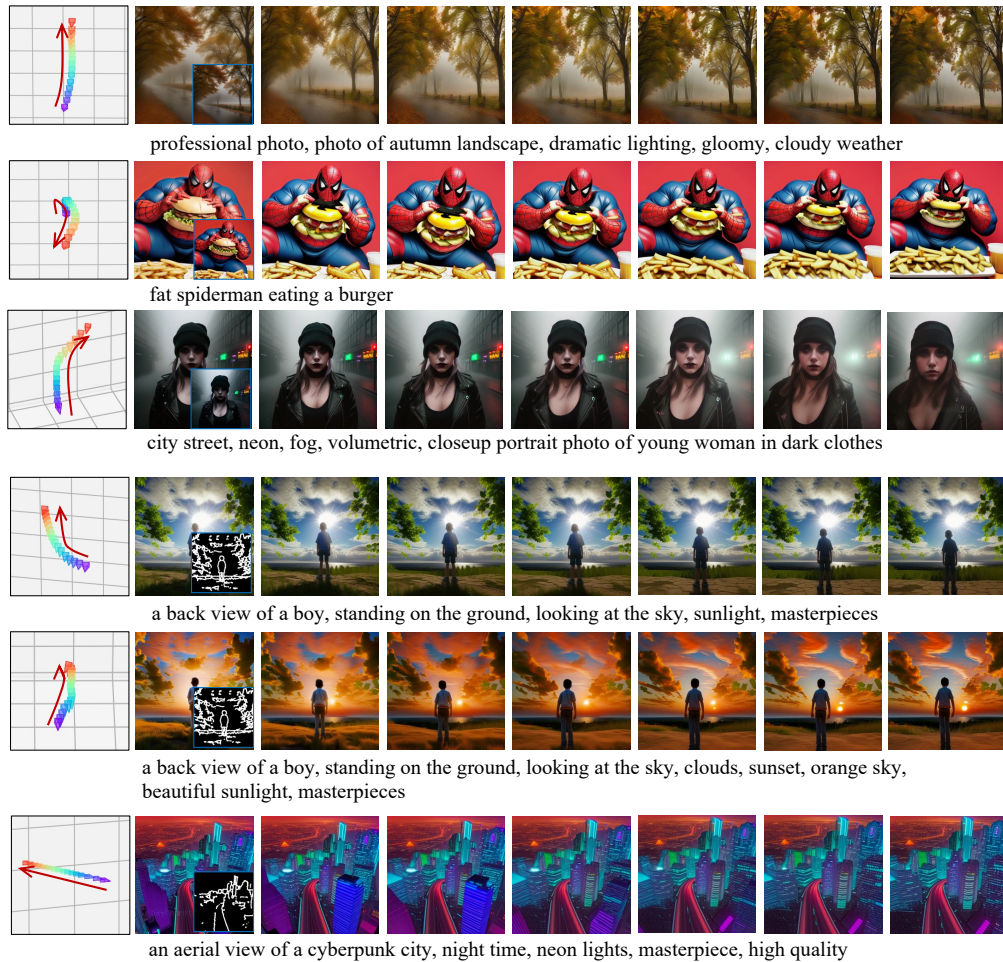 professional photo, photo of autumn landscape, dramatic lighting, gloomy, cloudy weather
fat spiderman eating a burger
city street, neon, fog, volumetric, closeup portrait photo of young woman in dark clothes
a back view of a boy, standing on the ground, looking at the sky, sunlight, masterpieces
a back view of a boy, standing on the ground, looking at the sky, clouds, sunset, orange sky,
beautiful sunlight, masterpieces
an aerial view of a cyberpunk city, night time, neon lights, masterpiece, high quality